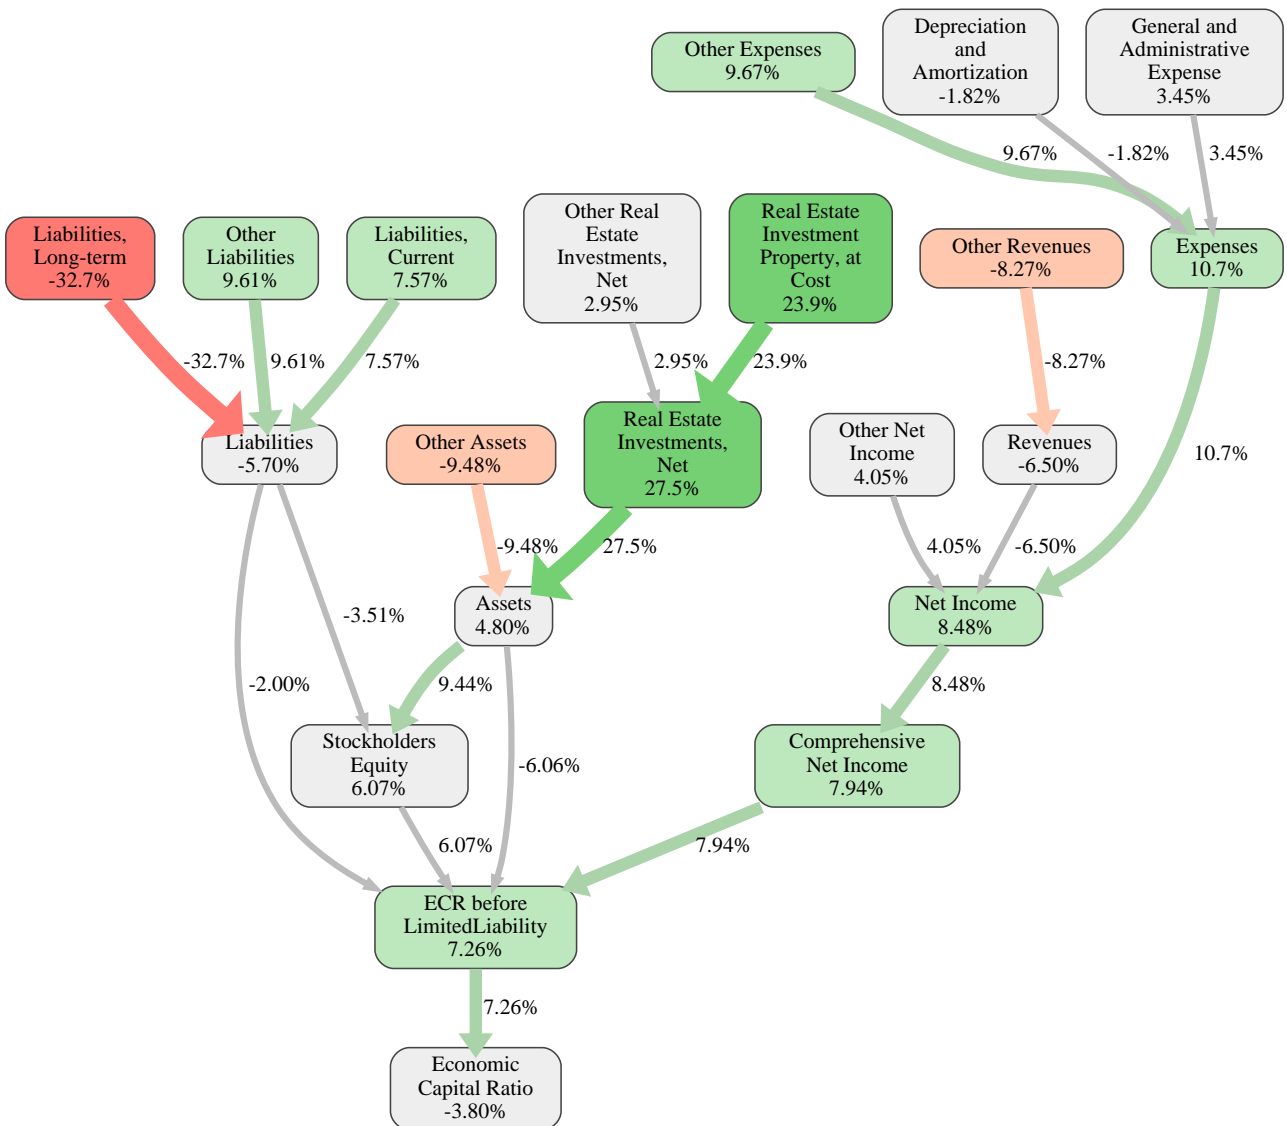 Depreciation
and
Amortization
-1.82%
General and
Administrative
Expense
3.45%
Other Expenses
9.67%
9.67%
-1.82%
3.45%
Liabilities,
Long-term
-32.7%
Other
Liabilities
9.61%
Liabilities,
Current
7.57%
Other Real
Estate
Investments,
Net
2.95%
Real Estate
Investment
Property, at
Cost
23.9%
Other Revenues
-8.27%
Expenses
10.7%
-32.7%
9.61%
7.57%
2.95%
23.9%
-8.27%
10.7%
Liabilities
-5.70%
Other Assets
-9.48%
Real Estate
Investments,
Net
27.5%
Other Net
Income
4.05%
Revenues
-6.50%
-9.48%
27.5%
4.05%
-6.50%
-3.51%
Assets
4.80%
Net Income
8.48%
-2.00%
9.44%
8.48%
Stockholders
Equity
6.07%
-6.06%
Comprehensive
Net Income
7.94%
6.07%
7.94%
ECR before
LimitedLiability
7.26%
7.26%
Economic
Capital Ratio
-3.80%